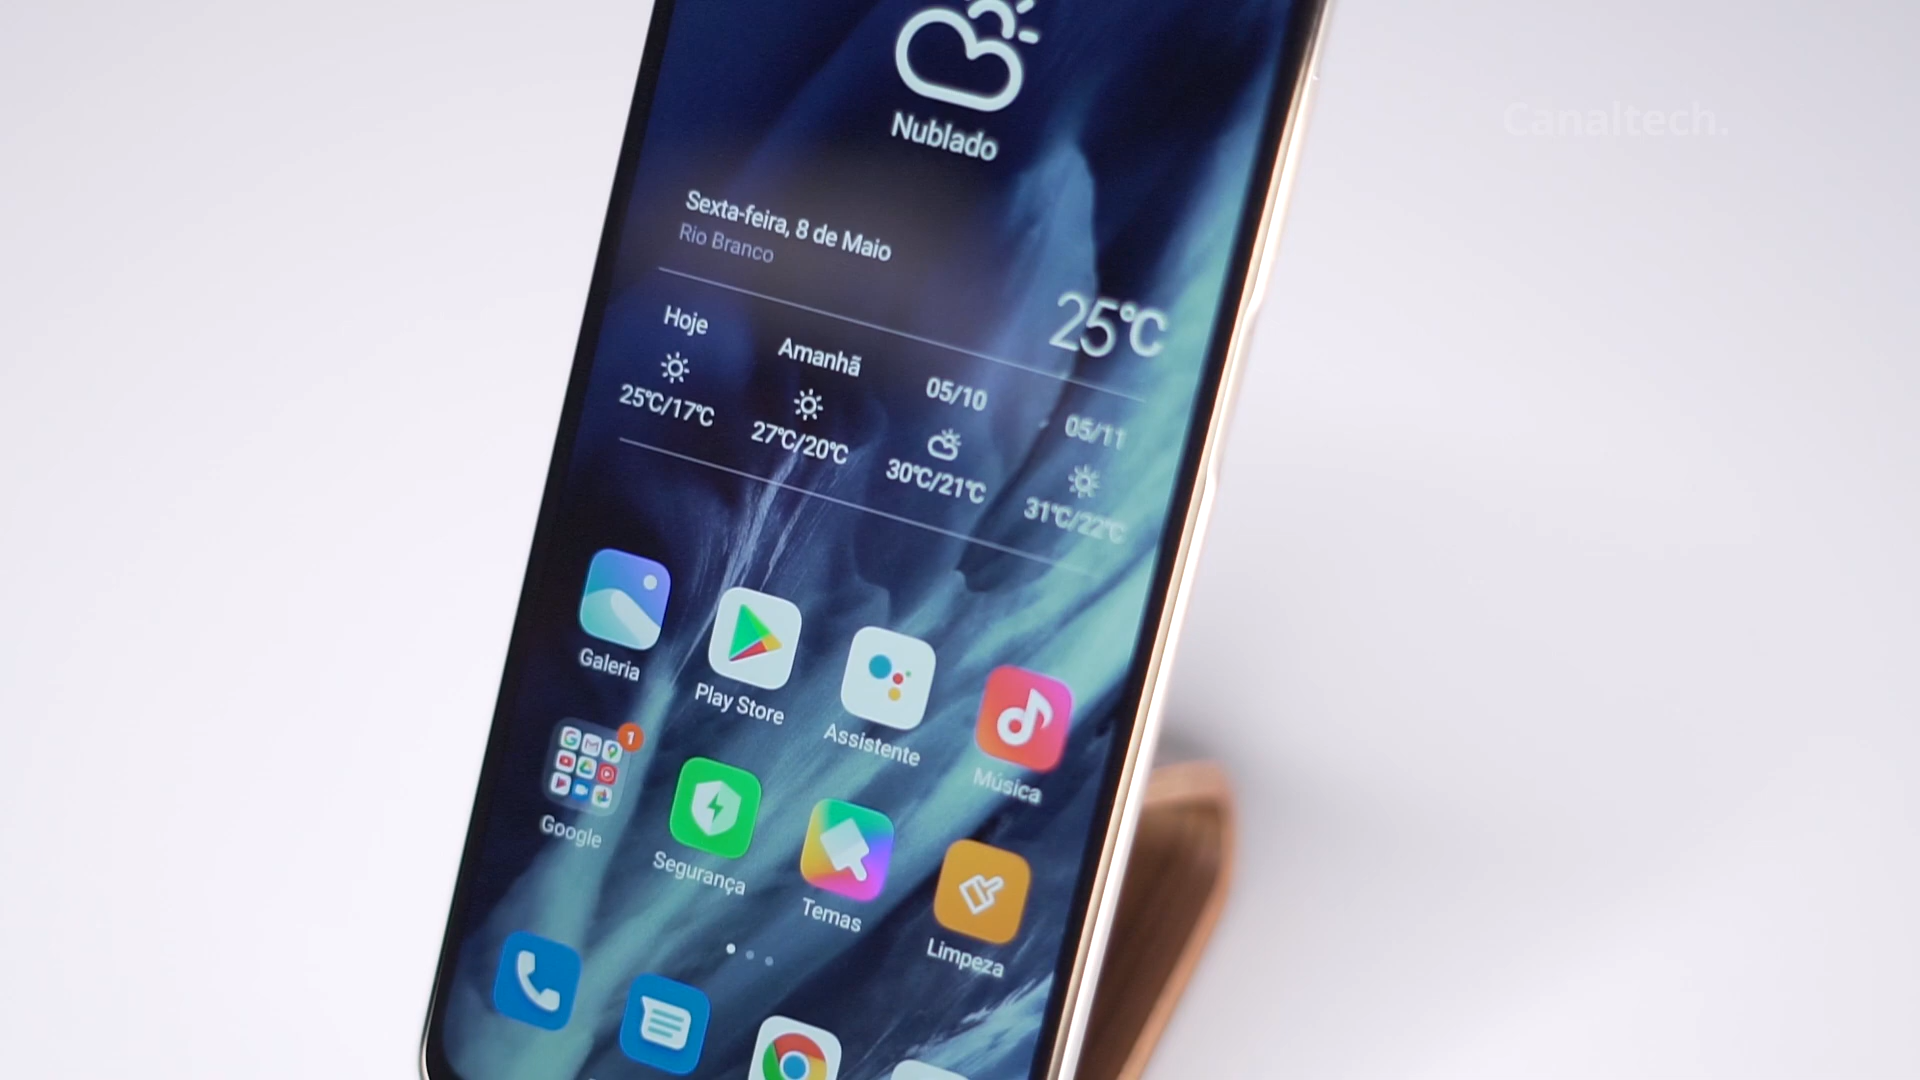 Canaltech.
Nublado
Sexta-feira, 8 de Maio
Rio Branco
25°C
Hoje
Amanhã
05/10
05/11
25°C/17°C
27°C/20°C
30°C/21°C
31°C/22°C
Galeria
Play Store
Assistente
Música
1
Google
Segurança
Temas
Limpeza